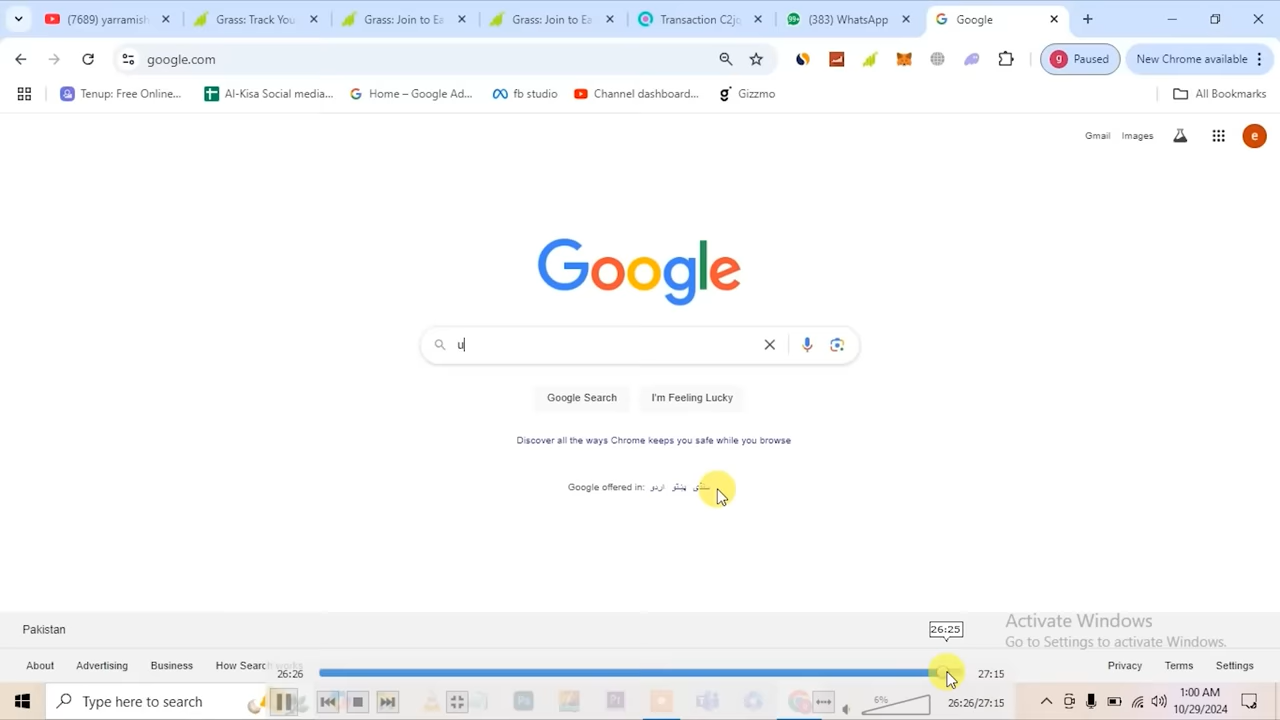 (7689) yarramish
Grass: Track You
Grass: Join to Ea
Grass: Join to Ea
Transaction C2jo
99+
(383) WhatsApp
Google
google.com
g
Paused
New Chrome available
Tenup: Free Online...
Al-Kisa Social media...
Home – Google Ad...
fb studio
Channel dashboard...
Gizzmo
All Bookmarks
Gmail
Images
e
Google
u
Google Search
I'm Feeling Lucky
Discover all the ways Chrome keeps you safe while you browse
Google offered in: اردو پښتو سنڌي
Pakistan
26:25
Activate Windows
Go to Settings to activate Windows.
About
Advertising
Business
How Search works
Privacy
Terms
Settings
26:26
27:15
Type here to search
6%
26:26/27:15
1:00 AM
10/29/2024